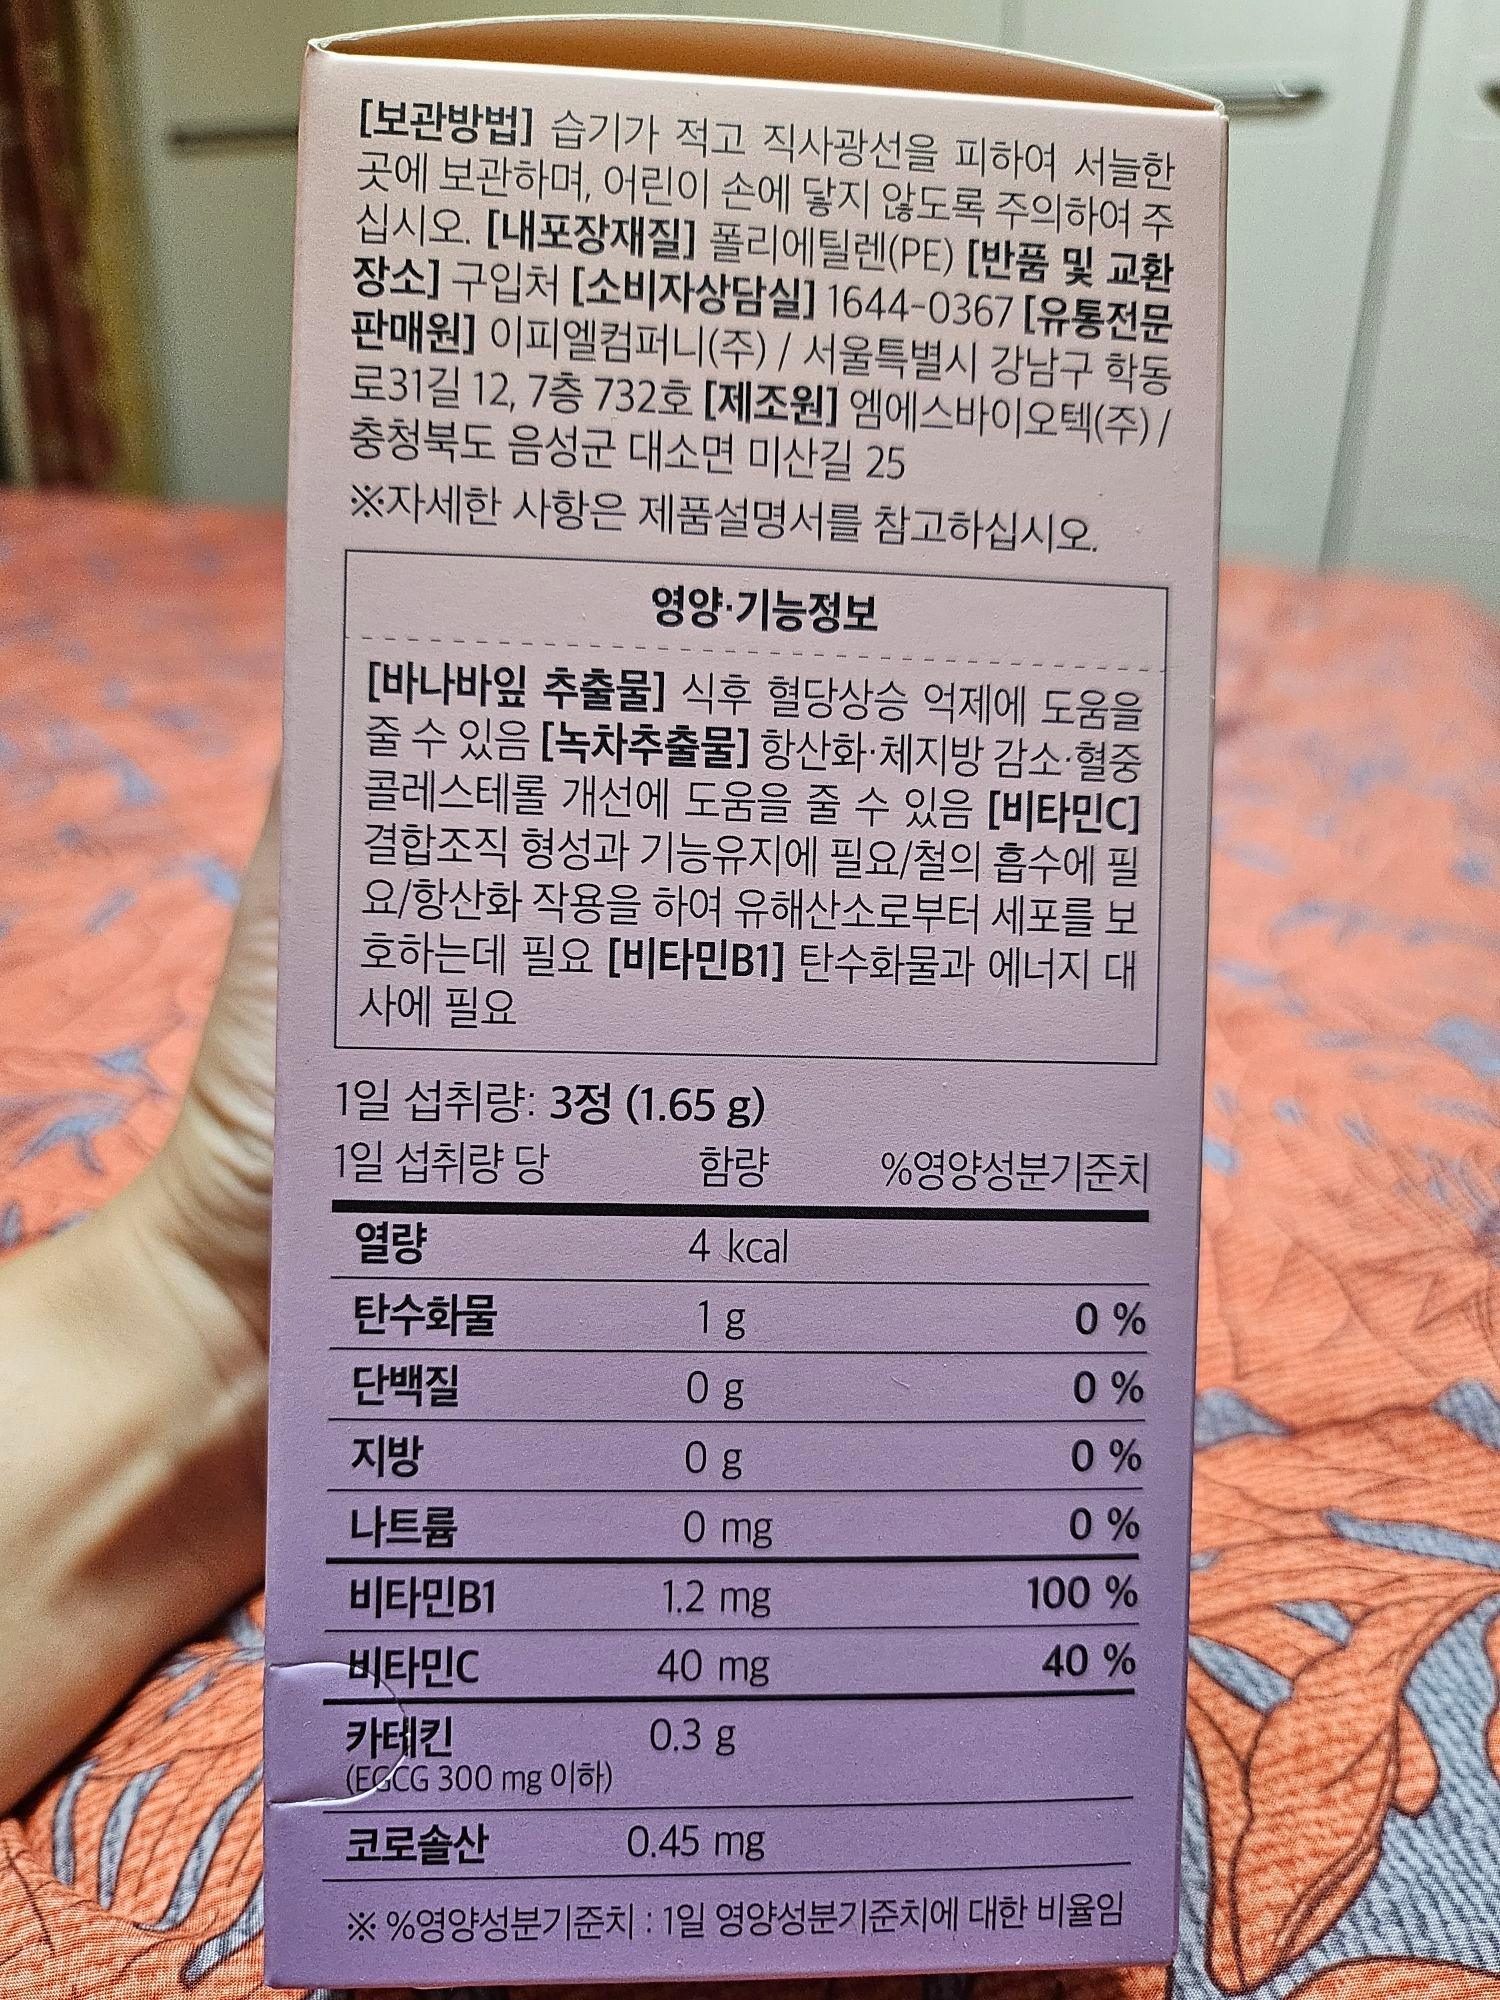 [보관방법] 습기가 적고 직사광선을 피하여 서늘한
곳에 보관하며, 어린이 손에 닿지 않도록 주의하여 주
십시오. [내포장재질] 폴리에틸렌(PE) [반품 및 교환
장소] 구입처 [소비자상담실] 1644-0367 [유통전문
판매원] 이피엘컴퍼니(주) / 서울특별시 강남구 학동
로31길 12, 7층 732호 [제조원] 엠에스바이오텍(주) /
충청북도 음성군 대소면 미산길 25
※자세한 사항은 제품설명서를 참고하십시오.
영양·기능정보
[바나바잎 추출물] 식후 혈당상승 억제에 도움을
줄 수 있음 [녹차추출물] 항산화·체지방 감소·혈중
콜레스테롤 개선에 도움을 줄 수 있음 [비타민C]
결합조직 형성과 기능유지에 필요/철의 흡수에 필
요/항산화 작용을 하여 유해산소로부터 세포를 보
호하는데 필요 [비타민B1] 탄수화물과 에너지 대
사에 필요
1일 섭취량: 3정 (1.65 g)
1일 섭취량 당 함량 %영양성분기준치
열량 4 kcal
탄수화물 1 g 0 %
단백질 0 g 0 %
지방 0 g 0 %
나트륨 0 mg 0 %
비타민B1 1.2 mg 100 %
비타민C 40 mg 40 %
카테킨 0.3 g
(EGCG 300 mg 이하)
코로솔산 0.45 mg
※ %영양성분기준치 : 1일 영양성분기준치에 대한 비율임